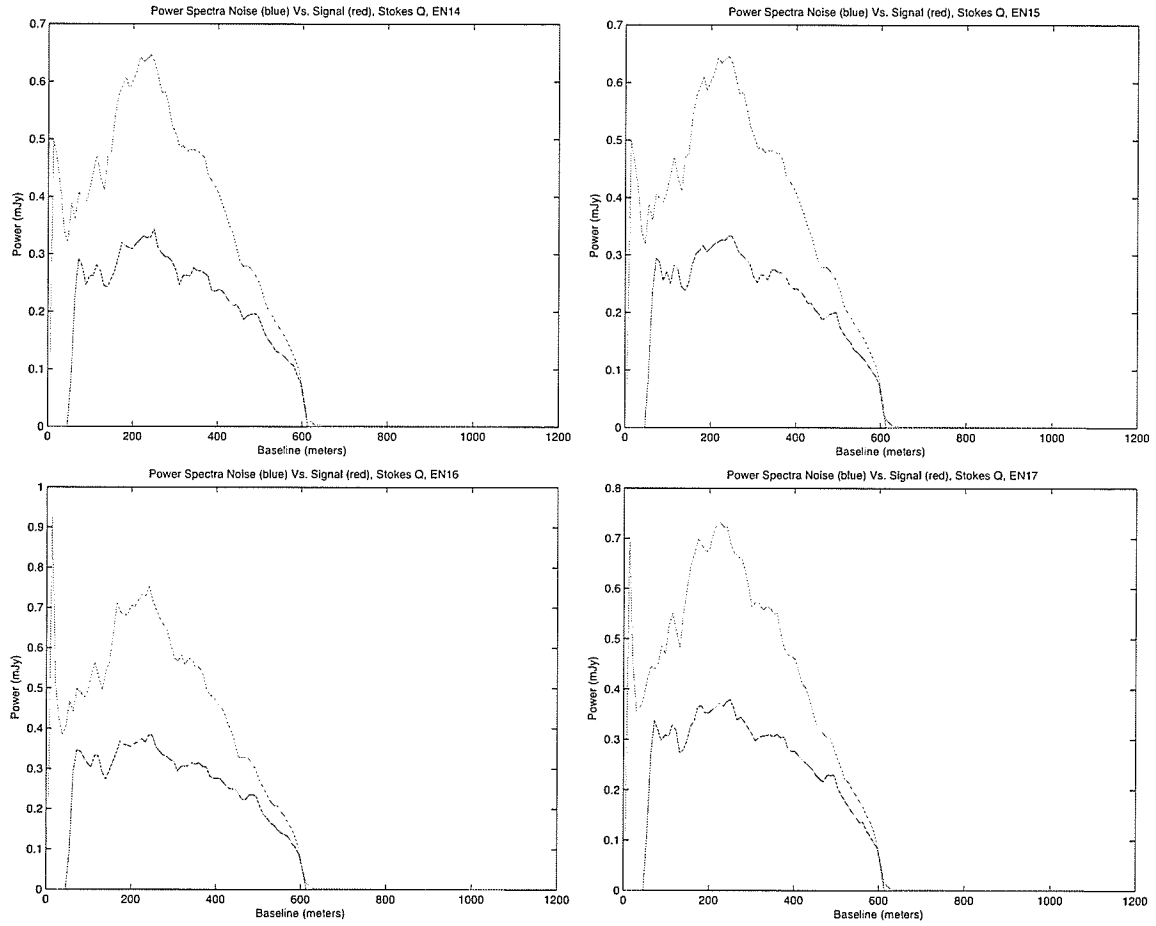 Power Spectra Noise (blue) Vs. Signal (red), Stokes Q, EN14
0.7
0.6
0.5
0.4
0.3
0.2
0.1
0
Power (mJy)
0 200 400 600 800 1000 1200
Baseline (meters)
Power Spectra Noise (blue) Vs. Signal (red), Stokes Q, EN15
0.7
0.6
0.5
0.4
0.3
0.2
0.1
0
Power (mJy)
0 200 400 600 800 1000 1200
Baseline (meters)
Power Spectra Noise (blue) Vs. Signal (red), Stokes Q, EN16
1
0.9
0.8
0.7
0.6
0.5
0.4
0.3
0.2
0.1
0
Power (mJy)
0 200 400 600 800 1000 1200
Baseline (meters)
Power Spectra Noise (blue) Vs. Signal (red), Stokes Q, EN17
0.8
0.7
0.6
0.5
0.4
0.3
0.2
0.1
0
Power (mJy)
0 200 400 600 800 1000 1200
Baseline (meters)